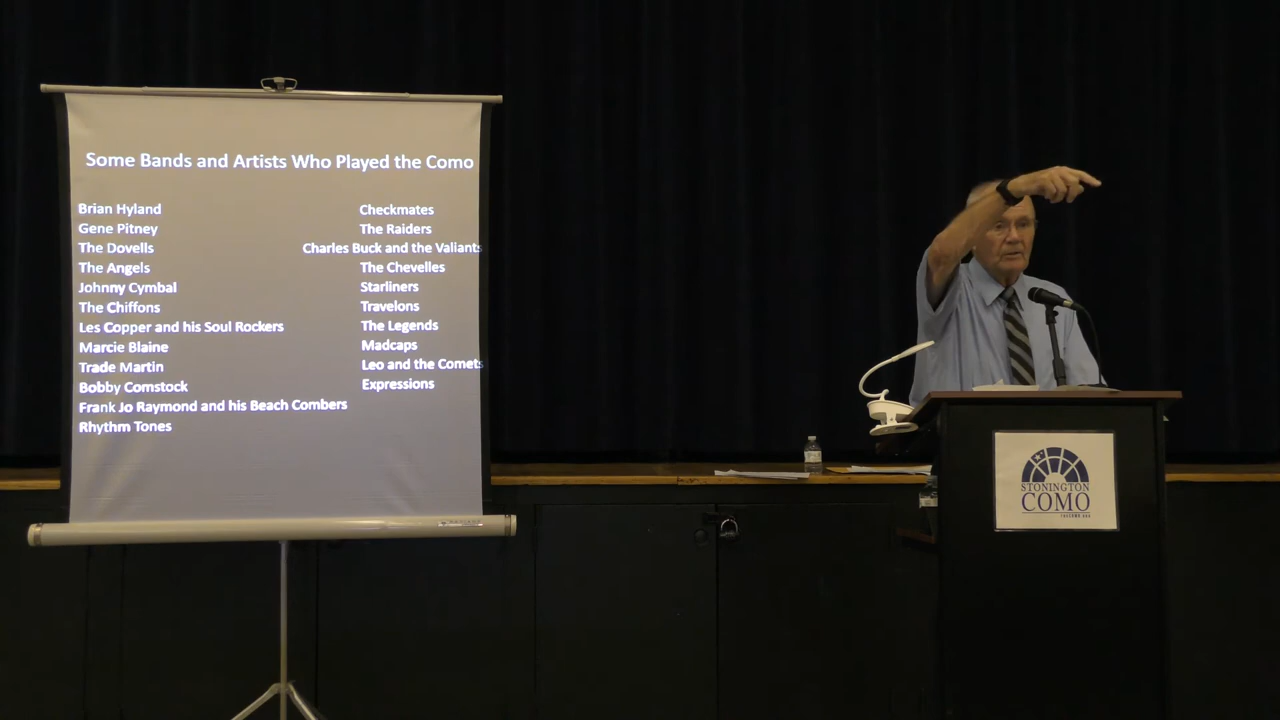 Some Bands and Artists Who Played the Como
Brian Hyland
Gene Pitney
The Dovells
The Angels
Johnny Cymbal
The Chiffons
Les Copper and his Soul Rockers
Marcie Blaine
Trade Martin
Bobby Comstock
Frank Jo Raymond and his Beach Combers
Rhythm Tones
Checkmates
The Raiders
Charles Buck and the Valiants
The Chevelles
Starliners
Travelons
The Legends
Madcaps
Leo and the Comets
Expressions
STONINGTON
COMO